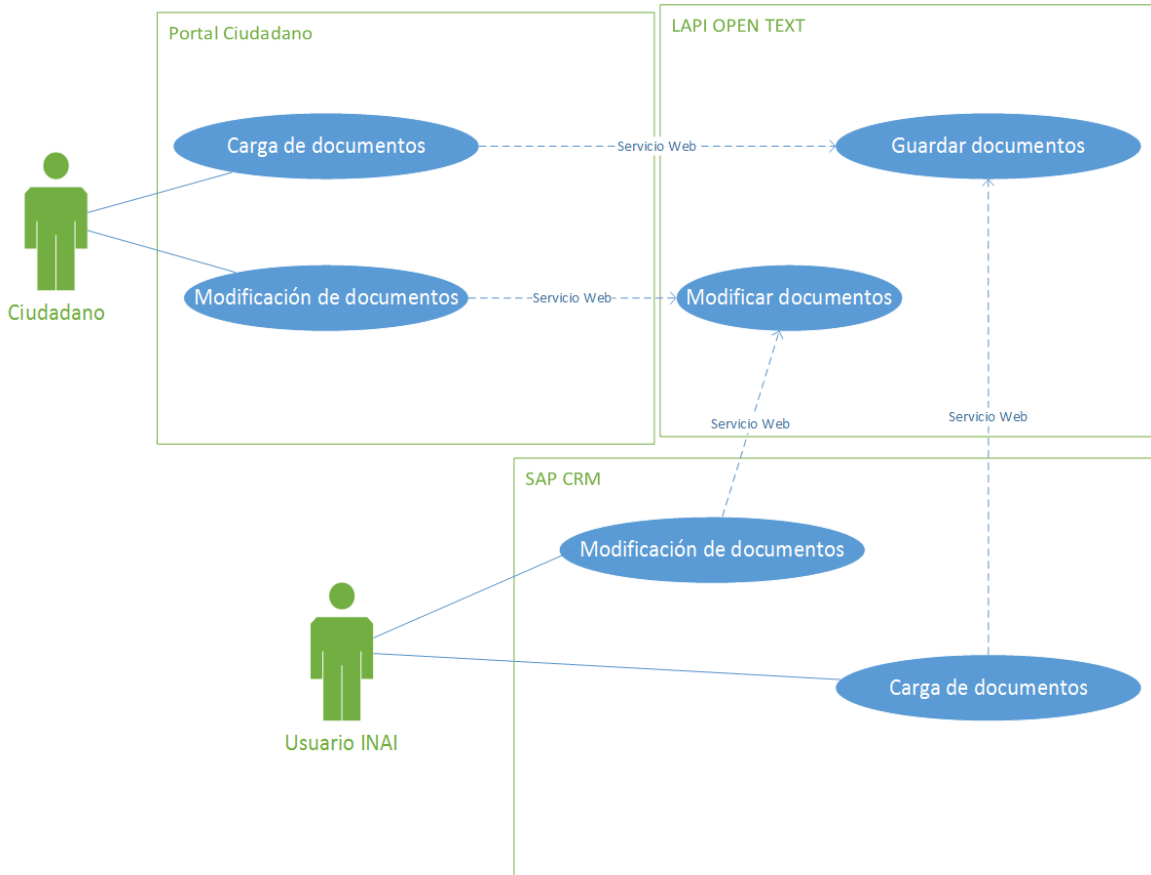 Portal Ciudadano
LAPI OPEN TEXT
Carga de documentos
Servicio Web
Guardar documentos
Ciudadano
Modificación de documentos
Servicio Web
Modificar documentos
Servicio Web
Servicio Web
SAP CRM
Modificación de documentos
Usuario INAI
Carga de documentos